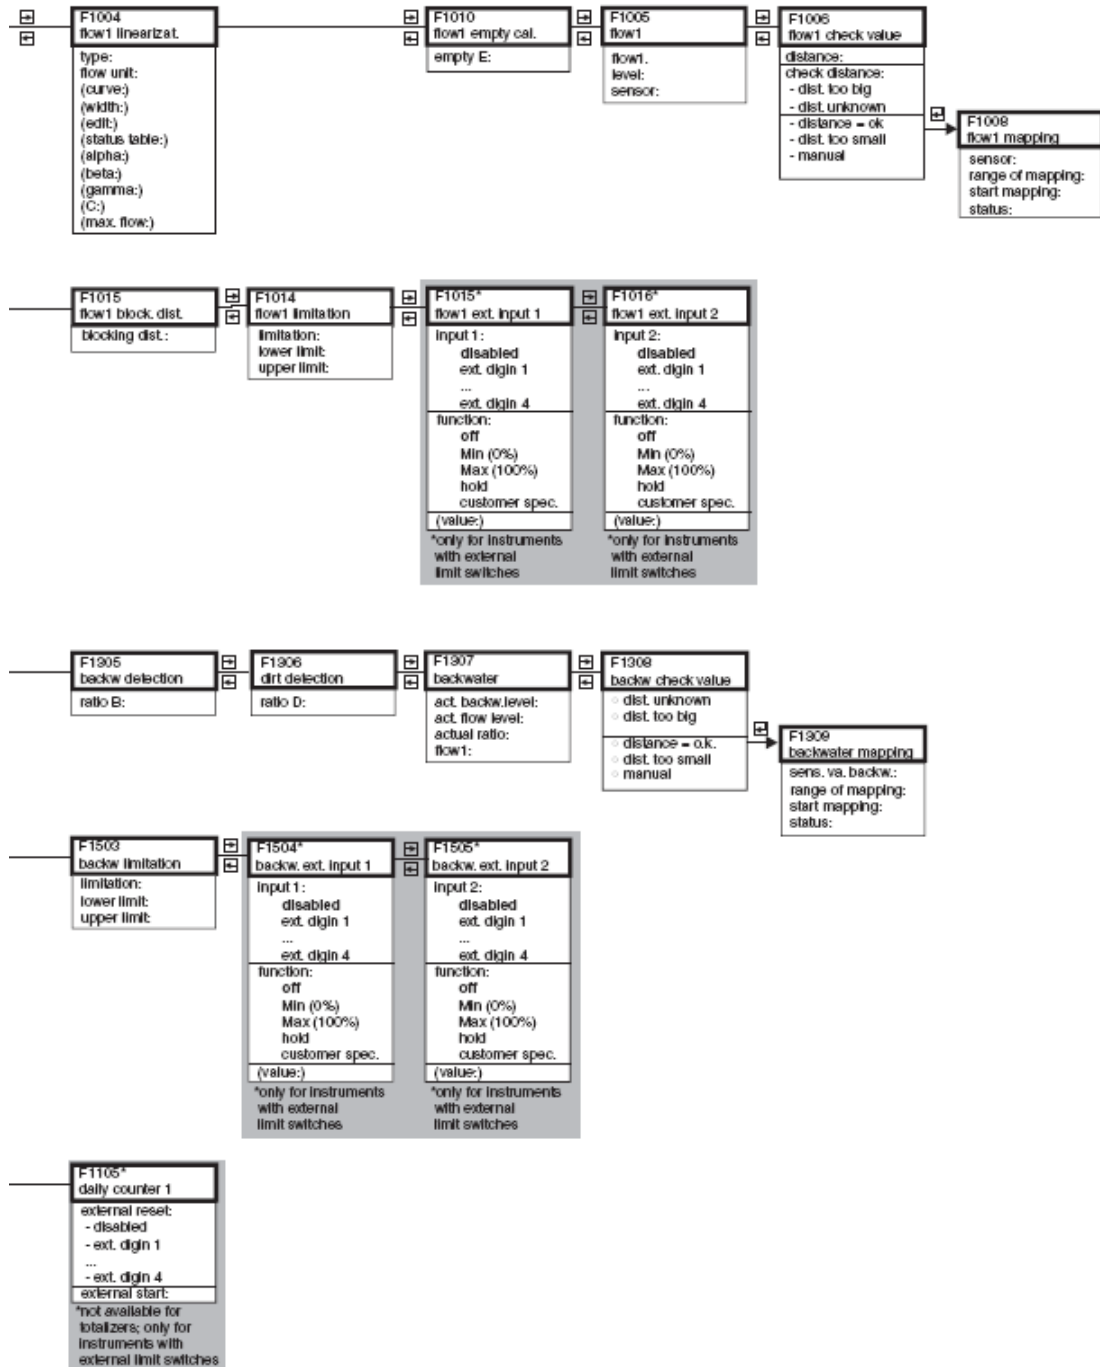 F1004
flow1 linearizat.
type:
flow unit:
(curve:)
(width:)
(edit:)
(status table:)
(alpha:)
(beta:)
(gamma:)
(C:)
(max. flow:)
F1010
flow1 empty cal.
empty E:
F1005
flow1
flow1.
level:
sensor:
F1006
flow1 check value
distance:
check distance:
- dist. too big
- dist. unknown
- distance = ok
- dist. too small
- manual
F1008
flow1 mapping
sensor:
range of mapping:
start mapping:
status:
F1015
flow1 block. dist.
blocking dist.:
F1014
flow1 limitation
limitation:
lower limit:
upper limit:
F1015*
flow1 ext. input 1
input 1:
disabled
ext. digin 1
...
ext. digin 4
function:
off
Min (0%)
Max (100%)
hold
customer spec.
(value:)
*only for instruments
with external
limit switches
F1016*
flow1 ext. input 2
input 2:
disabled
ext. digin 1
...
ext. digin 4
function:
off
Min (0%)
Max (100%)
hold
customer spec.
(value:)
*only for instruments
with external
limit switches
F1305
backw detection
ratio B:
F1306
dirt detection
ratio D:
F1307
backwater
act. backw.level:
act. flow level:
actual ratio:
flow1:
F1308
backw check value
○ dist. unknown
○ dist. too big
○ distance = o.k.
○ dist. too small
○ manual
F1309
backwater mapping
sens. va. backw.:
range of mapping:
start mapping:
status:
F1503
backw limitation
limitation:
lower limit:
upper limit:
F1504*
backw. ext. input 1
input 1:
disabled
ext. digin 1
...
ext. digin 4
function:
off
Min (0%)
Max (100%)
hold
customer spec.
(value:)
*only for instruments
with external
limit switches
F1505*
backw. ext. input 2
input 2:
disabled
ext. digin 1
...
ext. digin 4
function:
off
Min (0%)
Max (100%)
hold
customer spec.
(value:)
*only for instruments
with external
limit switches
F1105*
daily counter 1
external reset:
- disabled
- ext. digin 1
...
- ext. digin 4
external start:
*not available for
totalizers; only for
instruments with
external limit switches